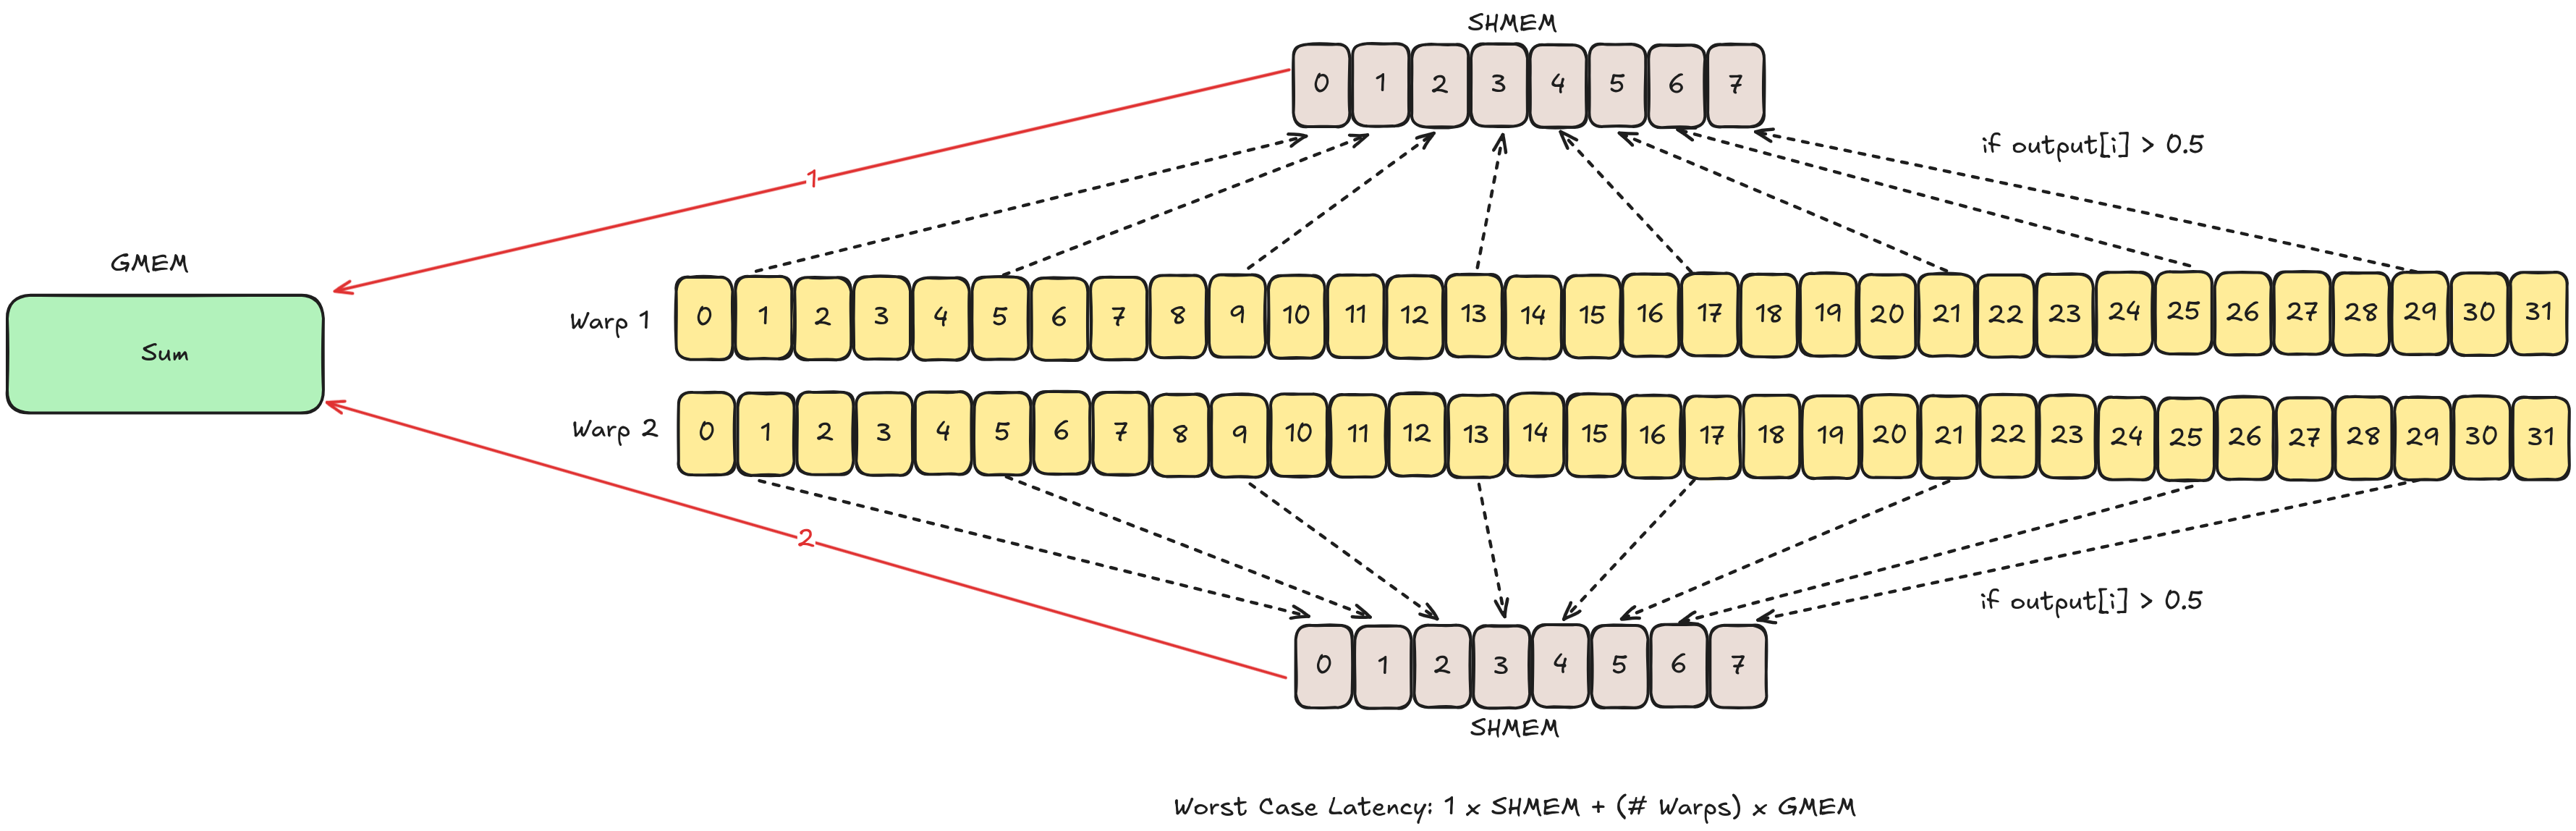 SHMEM
0 1 2 3 4 5 6 7
if output[i] > 0.5
1
GMEM
Sum
Warp 1
0 1 2 3 4 5 6 7 8 9 10 11 12 13 14 15 16 17 18 19 20 21 22 23 24 25 26 27 28 29 30 31
Warp 2
0 1 2 3 4 5 6 7 8 9 10 11 12 13 14 15 16 17 18 19 20 21 22 23 24 25 26 27 28 29 30 31
2
if output[i] > 0.5
0 1 2 3 4 5 6 7
SHMEM
Worst Case Latency: 1 x SHMEM + (# Warps) x GMEM